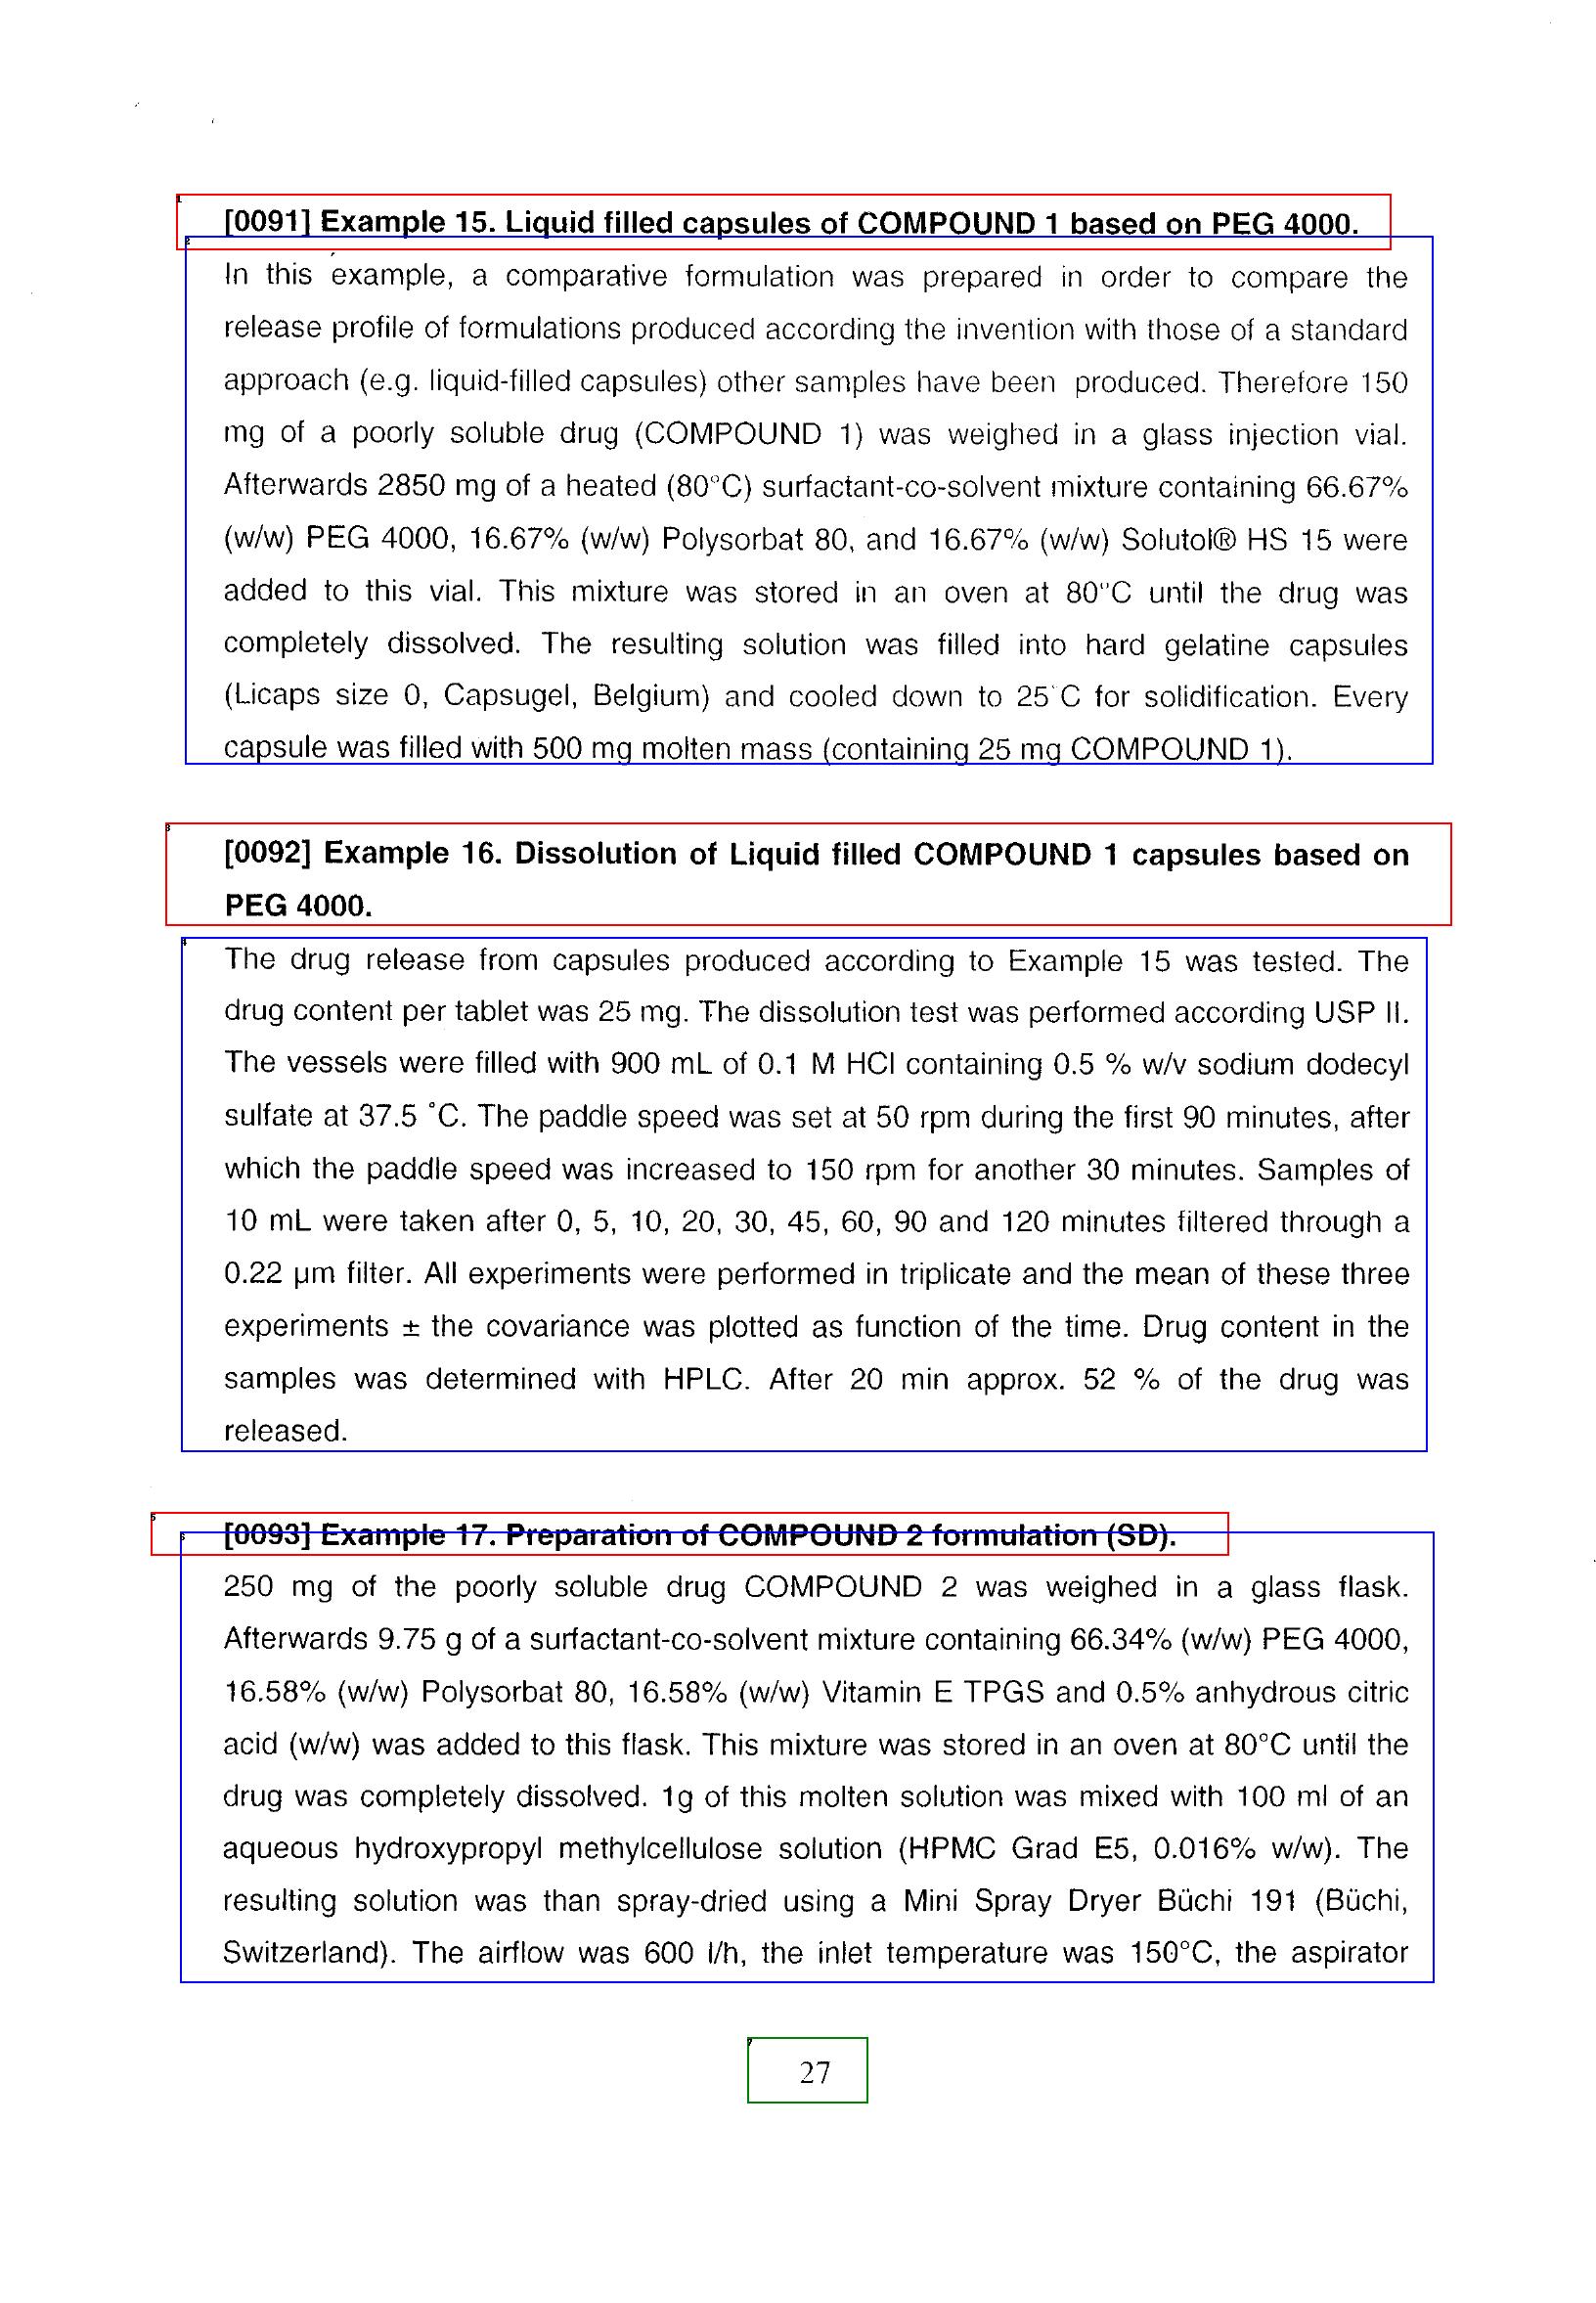 [0091] Example 15. Liquid filled capsules of COMPOUND 1 based on PEG 4000.
In this example, a comparative formulation was prepared in order to compare the
release profile of formulations produced according the invention with those of a standard
approach (e.g. liquid-filled capsules) other samples have been produced. Therefore 150
mg of a poorly soluble drug (COMPOUND 1) was weighed in a glass injection vial.
Afterwards 2850 mg of a heated (80°C) surfactant-co-solvent mixture containing 66.67%
(w/w) PEG 4000, 16.67% (w/w) Polysorbat 80, and 16.67% (w/w) Solutol® HS 15 were
added to this vial. This mixture was stored in an oven at 80°C until the drug was
completely dissolved. The resulting solution was filled into hard gelatine capsules
(Licaps size 0, Capsugel, Belgium) and cooled down to 25°C for solidification. Every
capsule was filled with 500 mg molten mass (containing 25 mg COMPOUND 1).
[0092] Example 16. Dissolution of Liquid filled COMPOUND 1 capsules based on
PEG 4000.
The drug release from capsules produced according to Example 15 was tested. The
drug content per tablet was 25 mg. The dissolution test was performed according USP II.
The vessels were filled with 900 mL of 0.1 M HCl containing 0.5 % w/v sodium dodecyl
sulfate at 37.5 °C. The paddle speed was set at 50 rpm during the first 90 minutes, after
which the paddle speed was increased to 150 rpm for another 30 minutes. Samples of
10 mL were taken after 0, 5, 10, 20, 30, 45, 60, 90 and 120 minutes filtered through a
0.22 µm filter. All experiments were performed in triplicate and the mean of these three
experiments ± the covariance was plotted as function of the time. Drug content in the
samples was determined with HPLC. After 20 min approx. 52 % of the drug was
released.
[0093] Example 17. Preparation of COMPOUND 2 formulation (SD).
250 mg of the poorly soluble drug COMPOUND 2 was weighed in a glass flask.
Afterwards 9.75 g of a surfactant-co-solvent mixture containing 66.34% (w/w) PEG 4000,
16.58% (w/w) Polysorbat 80, 16.58% (w/w) Vitamin E TPGS and 0.5% anhydrous citric
acid (w/w) was added to this flask. This mixture was stored in an oven at 80°C until the
drug was completely dissolved. 1g of this molten solution was mixed with 100 ml of an
aqueous hydroxypropyl methylcellulose solution (HPMC Grad E5, 0.016% w/w). The
resulting solution was than spray-dried using a Mini Spray Dryer Büchi 191 (Büchi,
Switzerland). The airflow was 600 l/h, the inlet temperature was 150°C, the aspirator
27